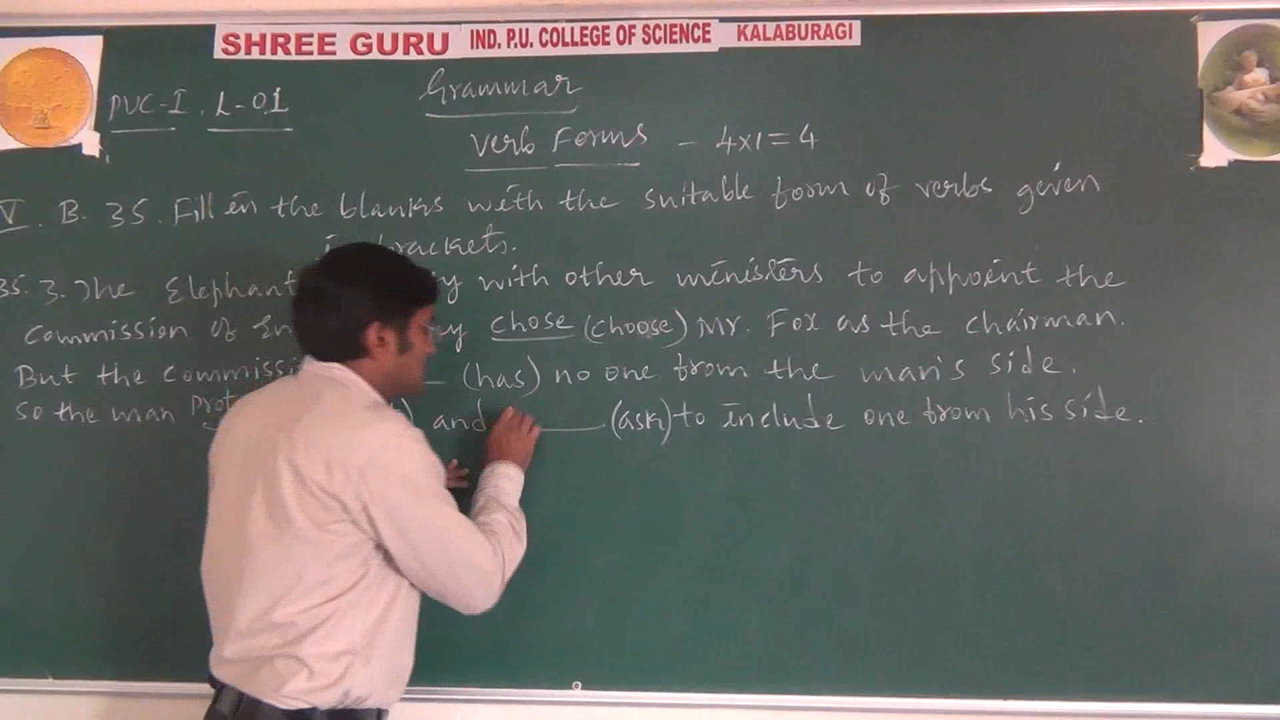 SHREE GURU IND. P.U. COLLEGE OF SCIENCE KALABURAGI
PUC-I. L-01
Grammar
Verb Forms - 4x1=4
V. B. 35. Fill in the blanks with the suitable form of verbs given
brackets.
35. 3. The Elephant with other ministers to appoint the
commission of chose (choose) Mr. Fox as the chairman.
But the (has) no one from the man's side.
So the man and ____ (ask) to include one from his side.